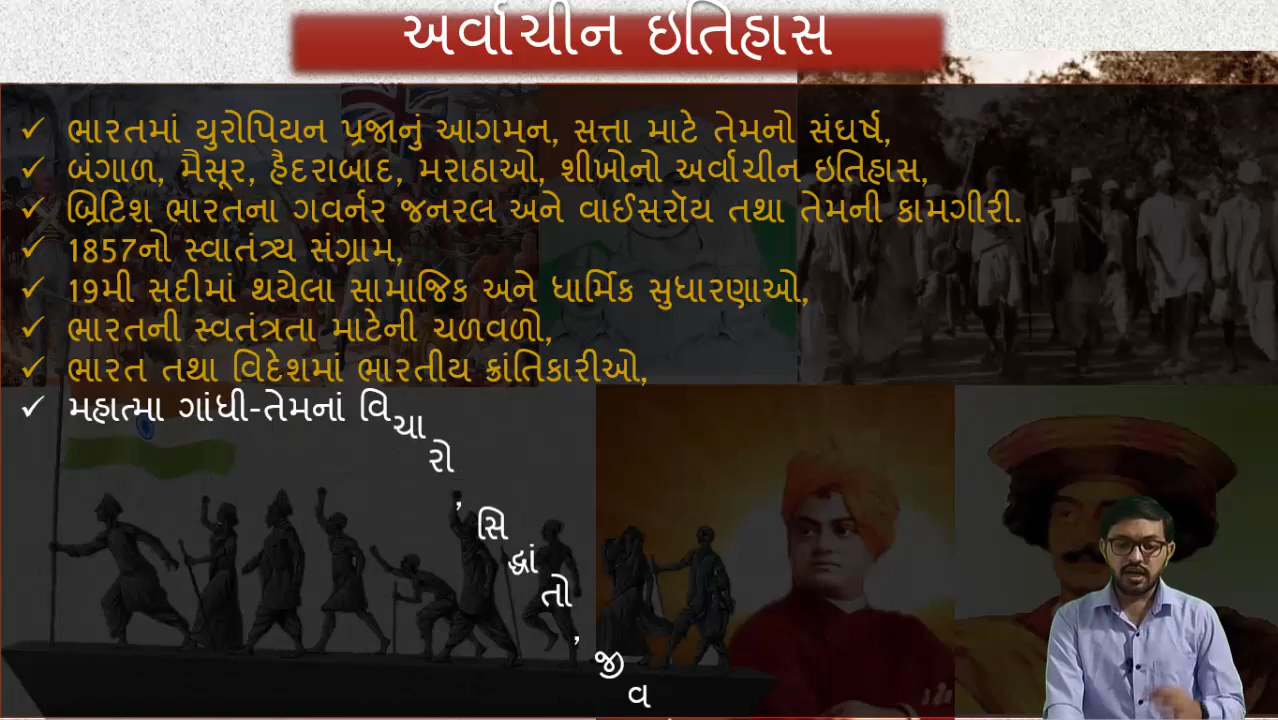 અર્વાચીન ઇતિહાસ
✓ ભારતમાં યુરોપિયન પ્રજાનું આગમન, સત્તા માટે તેમનો સંઘર્ષ,
✓ બંગાળ, મૈસૂર, હૈદરાબાદ, મરાઠાઓ, શીખોનો અર્વાચીન ઇતિહાસ,
✓ બ્રિટિશ ભારતના ગવર્નર જનરલ અને વાઈસરૉય તથા તેમની કામગીરી.
✓ 1857નો સ્વાતંત્ર્ય સંગ્રામ,
✓ 19મી સદીમાં થયેલા સામાજિક અને ધાર્મિક સુધારણાઓ,
✓ ભારતની સ્વતંત્રતા માટેની ચળવળો,
✓ ભારત તથા વિદેશમાં ભારતીય ક્રાંતિકારીઓ,
✓ મહાત્મા ગાંધી-તેમનાં વિચારો, સિદ્ધાંતો, જીવ